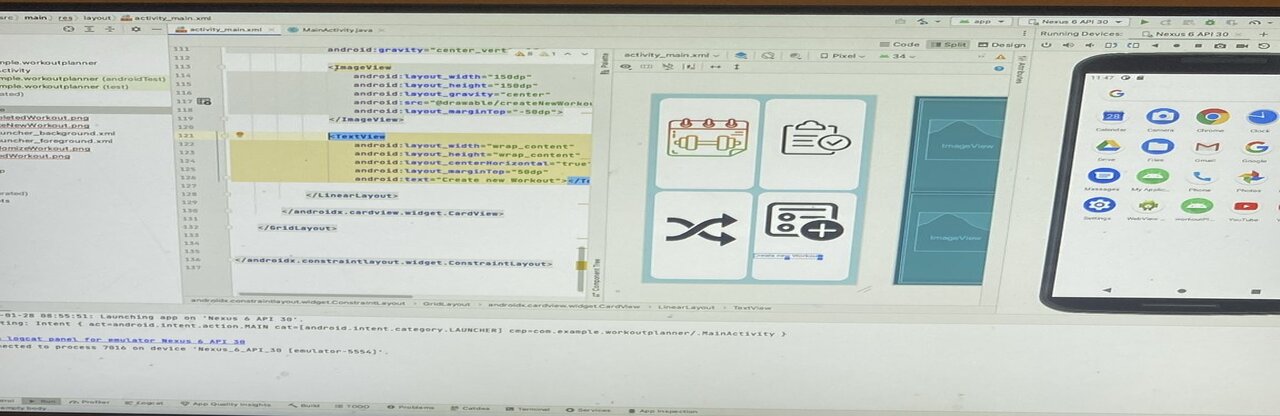 src main res layout activity_main.xml
app Nexus 6 API 30
activity_main.xml MainActivity.java
Code Split Design
Running Devices: Nexus 6 API 30
mple.workoutplanner
ctivity
mple.workoutplanner (androidTest)
mple.workoutplanner (test)
ated)
pletedWorkout.png
teNewWorkout.png
uncher_background.xml
uncher_foreground.xml
omizeWorkout.png
edWorkout.png
111 android:gravity="center_vert
112
113 <ImageView
114 android:layout_width="150dp"
115 android:layout_height="150dp"
116 android:layout_gravity="center"
117 android:src="@drawable/createNewWorkou
118 android:layout_marginTop="-50dp">
119 </ImageView>
120
121 <TextView
122 android:layout_width="wrap_content"
123 android:layout_height="wrap_content"
124 android:layout_centerHorizontal="true"
125 android:layout_marginTop="50dp"
126 android:text="Create new Workout"></Te
127
128 </LinearLayout>
129
130 </androidx.cardview.widget.CardView>
131
132 </GridLayout>
133
134
135
136 </androidx.constraintlayout.widget.ConstraintLayout>
137
Palette
Component Tree
activity_main.xml Pixel 34
Attributes
Create new Workout
ImageView
ImageView
11:47
Calendar Camera Chrome Clock
Drive Files Gmail Google
Messages My Applic.. Phone Photos
Settings WebView .. workoutPl.. YouTube
androidx.constraintlayout.widget.ConstraintLayout › GridLayout › androidx.cardview.widget.CardView › LinearLayout › TextView
-01-28 08:55:51: Launching app on 'Nexus 6 API 30'.
ting: Intent { act=android.intent.action.MAIN cat=[android.intent.category.LAUNCHER] cmp=com.example.workoutplanner/.MainActivity }
logcat panel for emulator Nexus 6 API 30
ected to process 7016 on device 'Nexus_6_API_30 [emulator-5554]'.
Run Profiler Logcat App Quality Insights Build TODO Problems Terminal Services App Inspection
empty body.